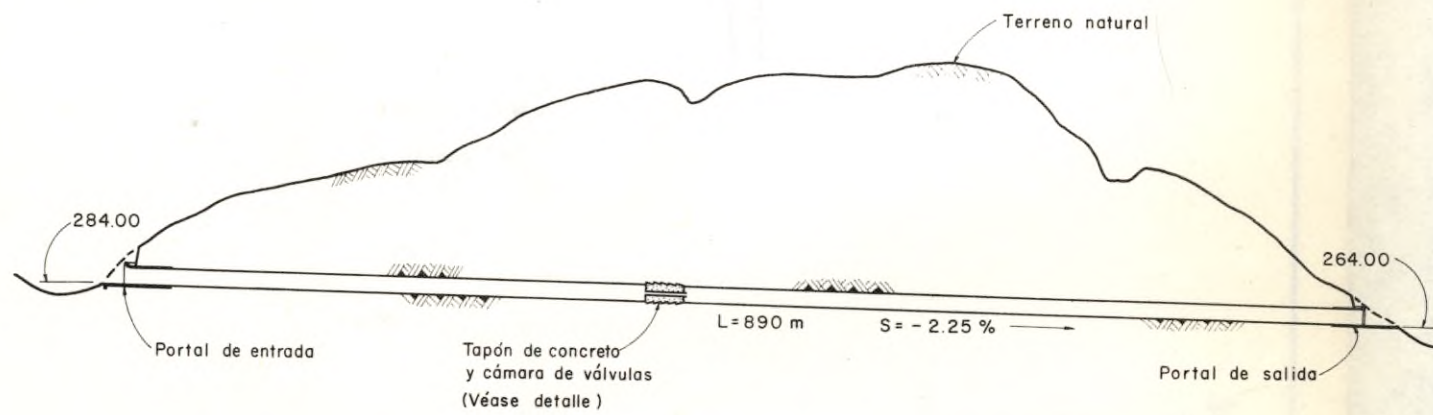 Terreno natural
284.00
264.00
L=890 m S= -2.25 %
Portal de entrada
Tapón de concreto
y cámara de válvulas
(Véase detalle)
Portal de salida